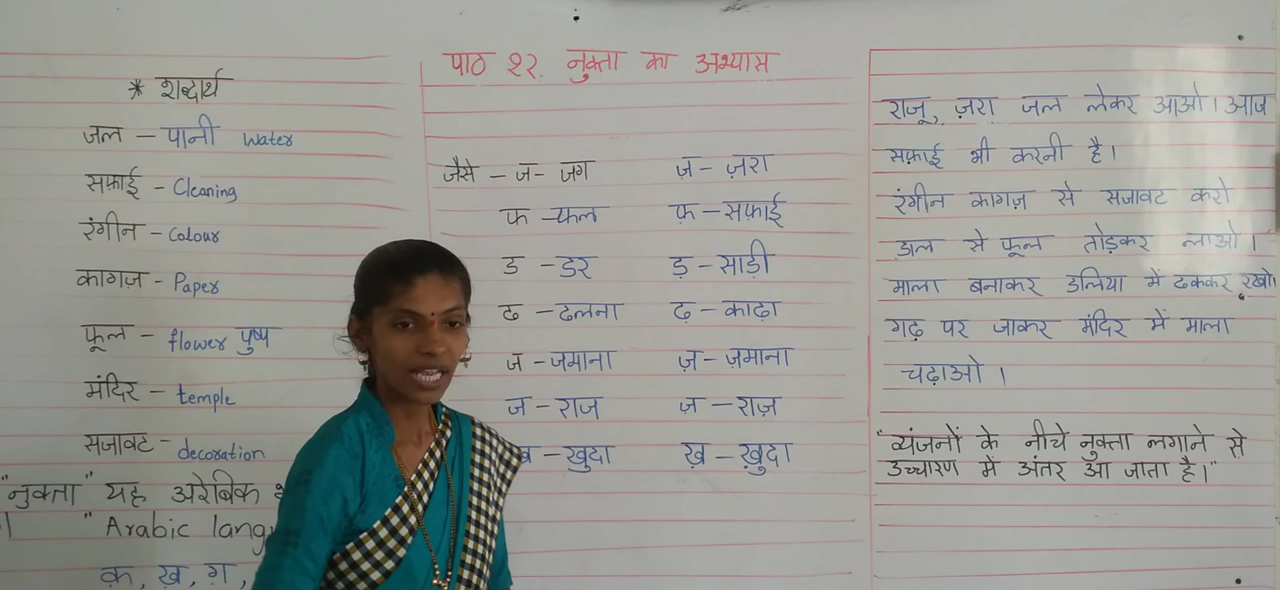 * शब्दार्थ
जल – पानी water
सफ़ाई – Cleaning
रंगीन – Colour
कागज़ – Paper
फूल – flower पुष्प
मंदिर – temple
सजावट – decoration
"नुक्ता" यह अरेबिक
"Arabic
क़, ख़, ग़,
पाठ १२. नुक्ता का अभ्यास
जैसे – ज – जग ज़ – ज़रा
फ – फल फ़ – सफ़ाई
ड – डर ड़ – साड़ी
ढ – ढलना ढ़ – काढ़ा
ज – जमाना ज़ – ज़माना
ज – राज ज़ – राज़
ख – खुदा ख़ – ख़ुदा
राजू, ज़रा जल लेकर आओ। आज
सफ़ाई भी करनी है।
रंगीन कागज़ से सजावट करो
डाल से फूल तोड़कर लाओ।
माला बनाकर डलिया में ढककर रखो।
गढ़ पर जाकर मंदिर में माला
चढ़ाओ।
"व्यंजनों के नीचे नुक्ता लगाने से
उच्चारण में अंतर आ जाता है।"